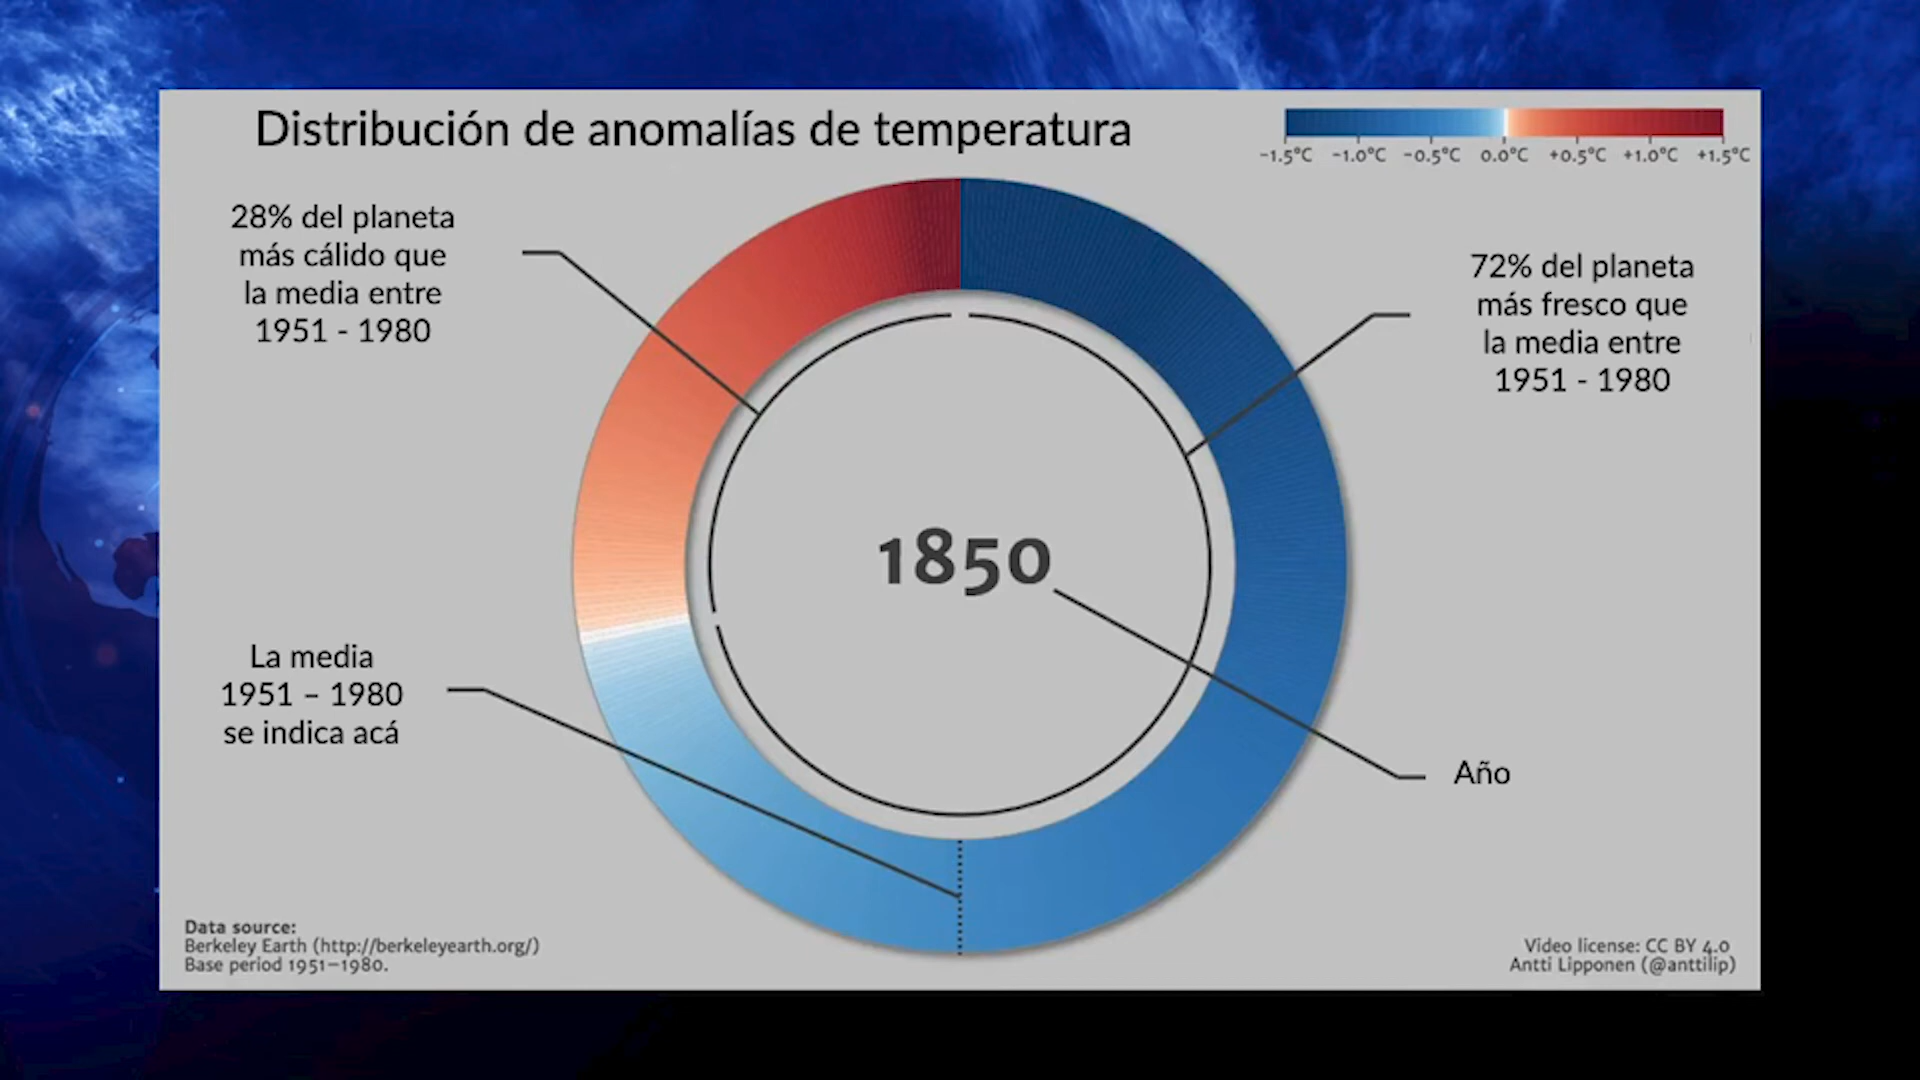 Distribución de anomalías de temperatura
-1.5°C -1.0°C -0.5°C 0.0°C +0.5°C +1.0°C +1.5°C
28% del planeta
más cálido que
la media entre
1951 - 1980
72% del planeta
más fresco que
la media entre
1951 - 1980
1850
La media
1951 – 1980
se indica acá
Año
Data source:
Berkeley Earth (http://berkeleyearth.org/)
Base period 1951–1980.
Video license: CC BY 4.0
Antti Lipponen (@anttilip)